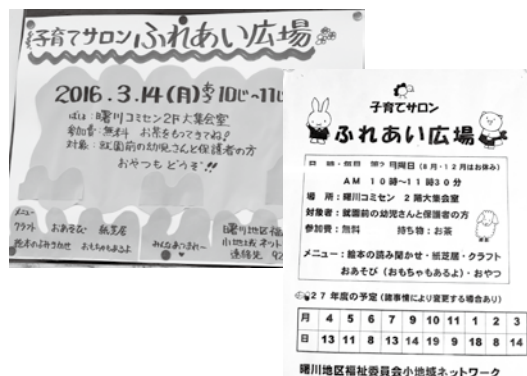 子育てサロン ふれあい広場
2016.3.14(月)
ばしょ:曙川コミセン2F 大集会室
参加費:無料 お茶をもってきてね!
対象:就園前の幼児さんと保護者の方
おやつもどうぞ!!
メニュー
クラフト おあそび 紙芝居
絵本のよみきかせ おもちゃもあるよ
みんなあつまれ〜
曙川地区福
小地域ネット
連絡先 92
子育てサロン
ふれあい広場
日 時:毎月 第2月曜日(8月・12月はお休み)
AM 10時〜11時30分
場 所:曙川コミセン 2階大集会室
対象者:就園前の幼児さんと保護者の方
参加費:無料 持ち物:お茶
メニュー:絵本の読み聞かせ・紙芝居・クラフト
おあそび(おもちゃもあるよ)・おやつ
27年度の予定(諸事情により変更する場合あり)
月 4 5 6 7 9 10 11 1 2 3
日 13 11 8 13 14 19 9 18 8 14
曙川地区福祉委員会小地域ネットワーク